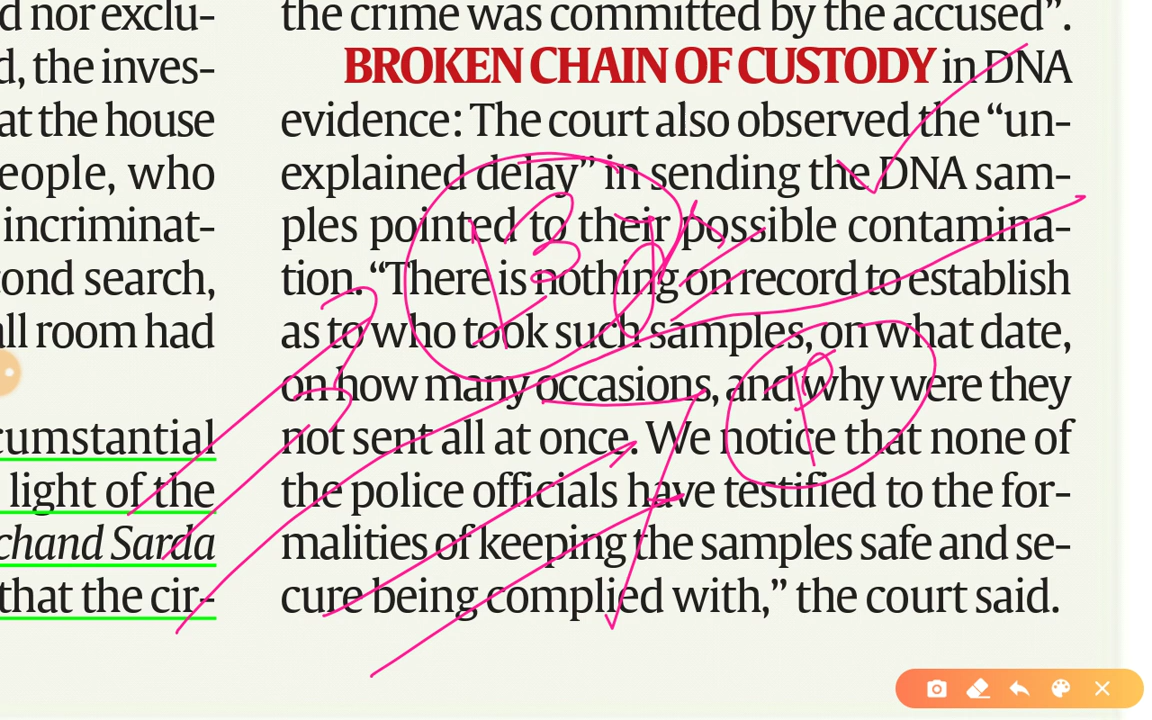 d nor exclu-
d, the inves-
at the house
eople, who
incriminat-
cond search,
all room had
cumstantial
light of the
chand Sarda
that the cir-
the crime was committed by the accused”.
BROKEN CHAIN OF CUSTODY in DNA
evidence: The court also observed the “un-
explained delay” in sending the DNA sam-
ples pointed to their possible contamina-
tion. “There is nothing on record to establish
as to who took such samples, on what date,
on how many occasions, and why were they
not sent all at once. We notice that none of
the police officials have testified to the for-
malities of keeping the samples safe and se-
cure being complied with,” the court said.